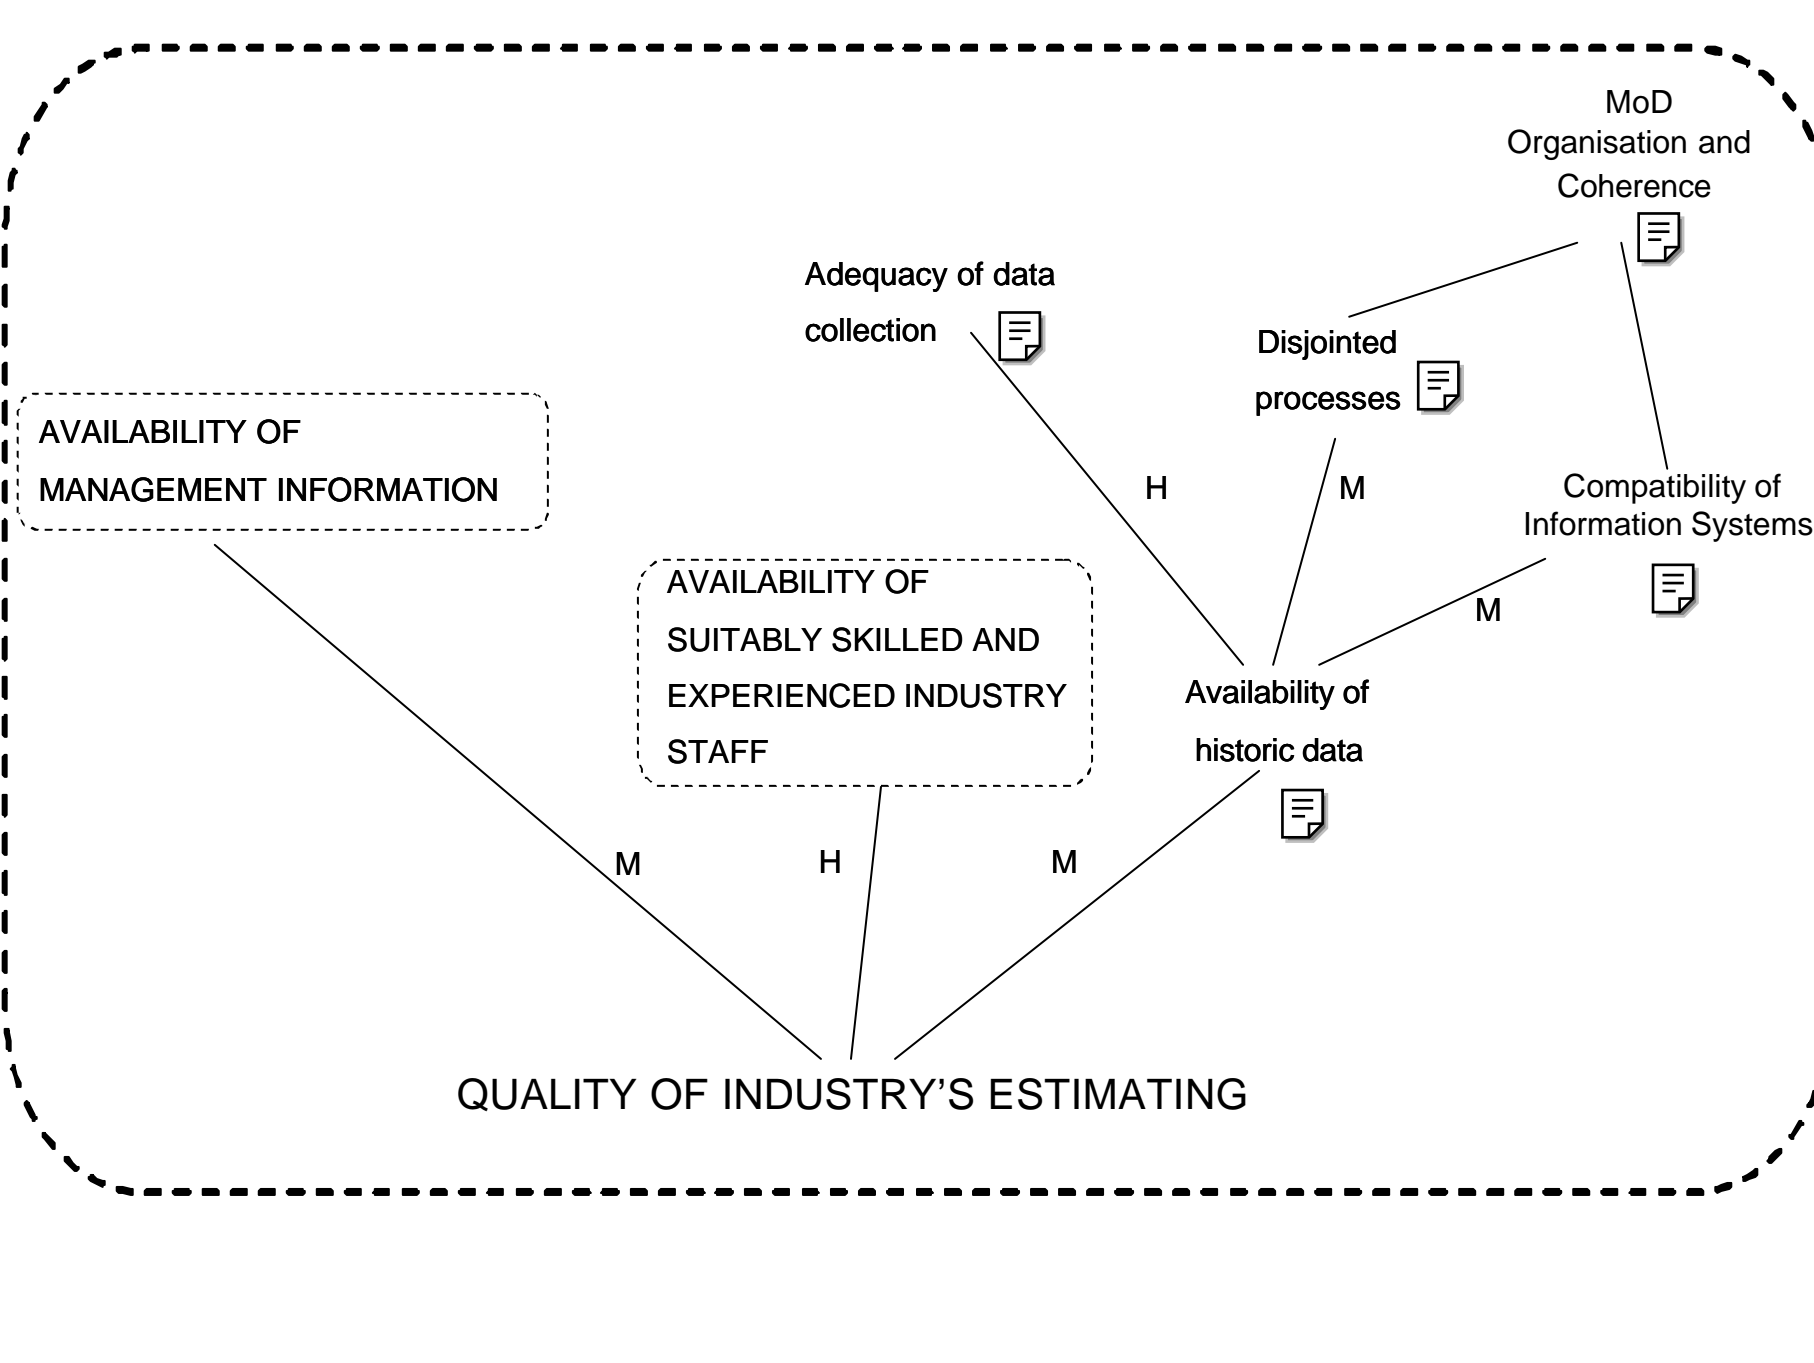 MoD
Organisation and
Coherence
Adequacy of data
collection
Disjointed
processes
AVAILABILITY OF
MANAGEMENT INFORMATION
H
M
Compatibility of
Information Systems
AVAILABILITY OF
SUITABLY SKILLED AND
EXPERIENCED INDUSTRY
STAFF
M
Availability of
historic data
M
H
M
QUALITY OF INDUSTRY’S ESTIMATING